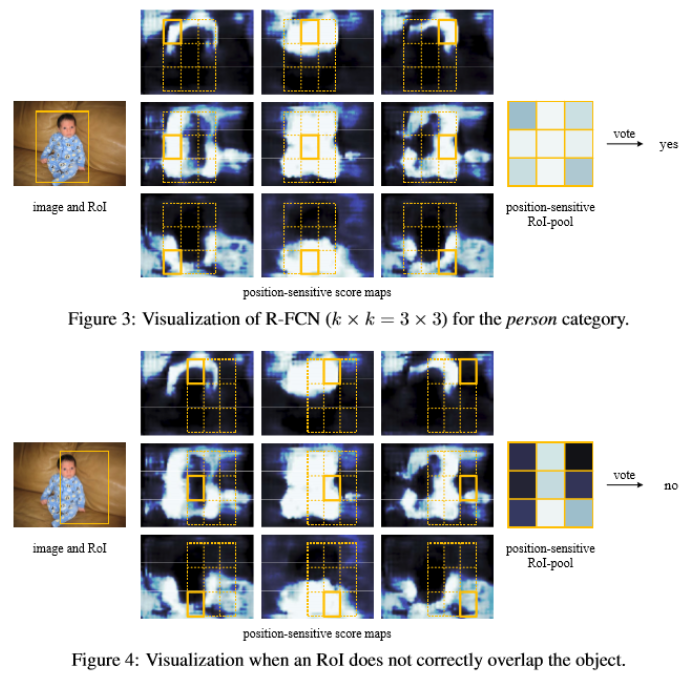 vote
yes
image and RoI
position-sensitive
RoI-pool
position-sensitive score maps
Figure 3: Visualization of R-FCN (k × k = 3 × 3) for the person category.
vote
no
image and RoI
position-sensitive
RoI-pool
position-sensitive score maps
Figure 4: Visualization when an RoI does not correctly overlap the object.